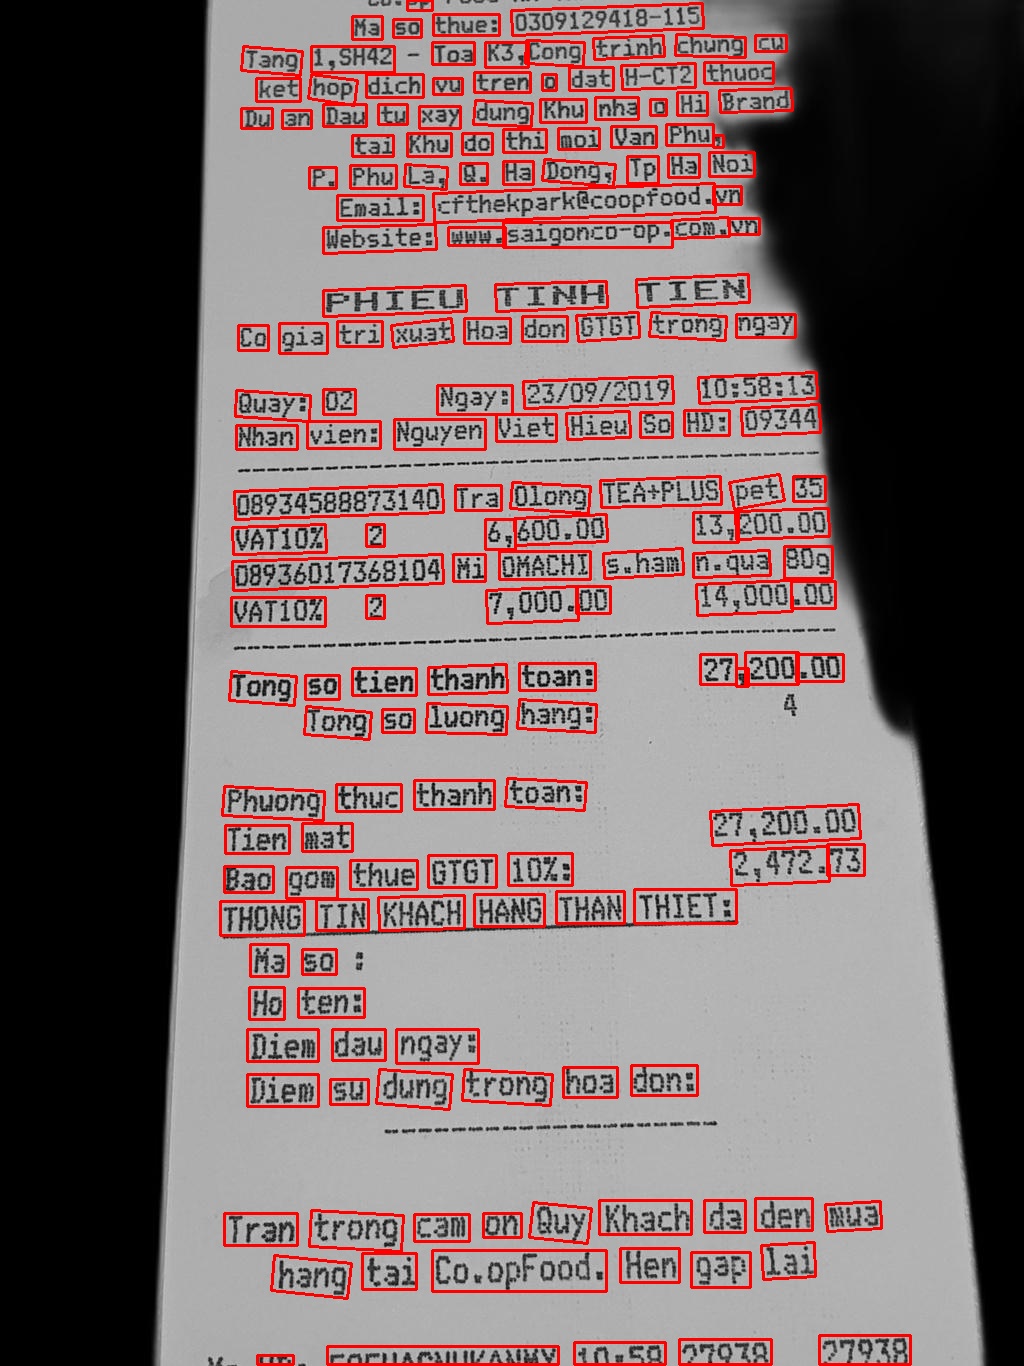 Ma so thue: 0309129418-115
Tang 1,SH42 - Toa K3,Cong trinh chung cu
ket hop dich vu tren o dat H-CT2 thuoc
Du an Dau tu xay dung Khu nha o Hi Brand
tai Khu do thi moi Van Phu,
P. Phu La, Q. Ha Dong, Tp Ha Noi
Email: cfthekpark@coopfood.vn
Website: www.saigonco-op.com.vn
PHIEU TINH TIEN
Co gia tri xuat Hoa don GTGT trong ngay
Quay: 02 Ngay: 23/09/2019 10:58:13
Nhan vien: Nguyen Viet Hieu So HD: 09344
08934588873140 Tra Olong TEA+PLUS pet 35
VAT10% 2 6,600.00 13,200.00
08936017368104 Mi OMACHI s.ham n.qua 80g
VAT10% 2 7,000.00 14,000.00
Tong so tien thanh toan: 27,200.00
Tong so luong hang: 4
Phuong thuc thanh toan:
Tien mat 27,200.00
Bao gom thue GTGT 10%: 2,472.73
THONG TIN KHACH HANG THAN THIET:
Ma so :
Ho ten:
Diem dau ngay:
Diem su dung trong hoa don:
Tran trong cam on Quy Khach da den mua
hang tai Co.opFood. Hen gap lai
10:59 27938 27938